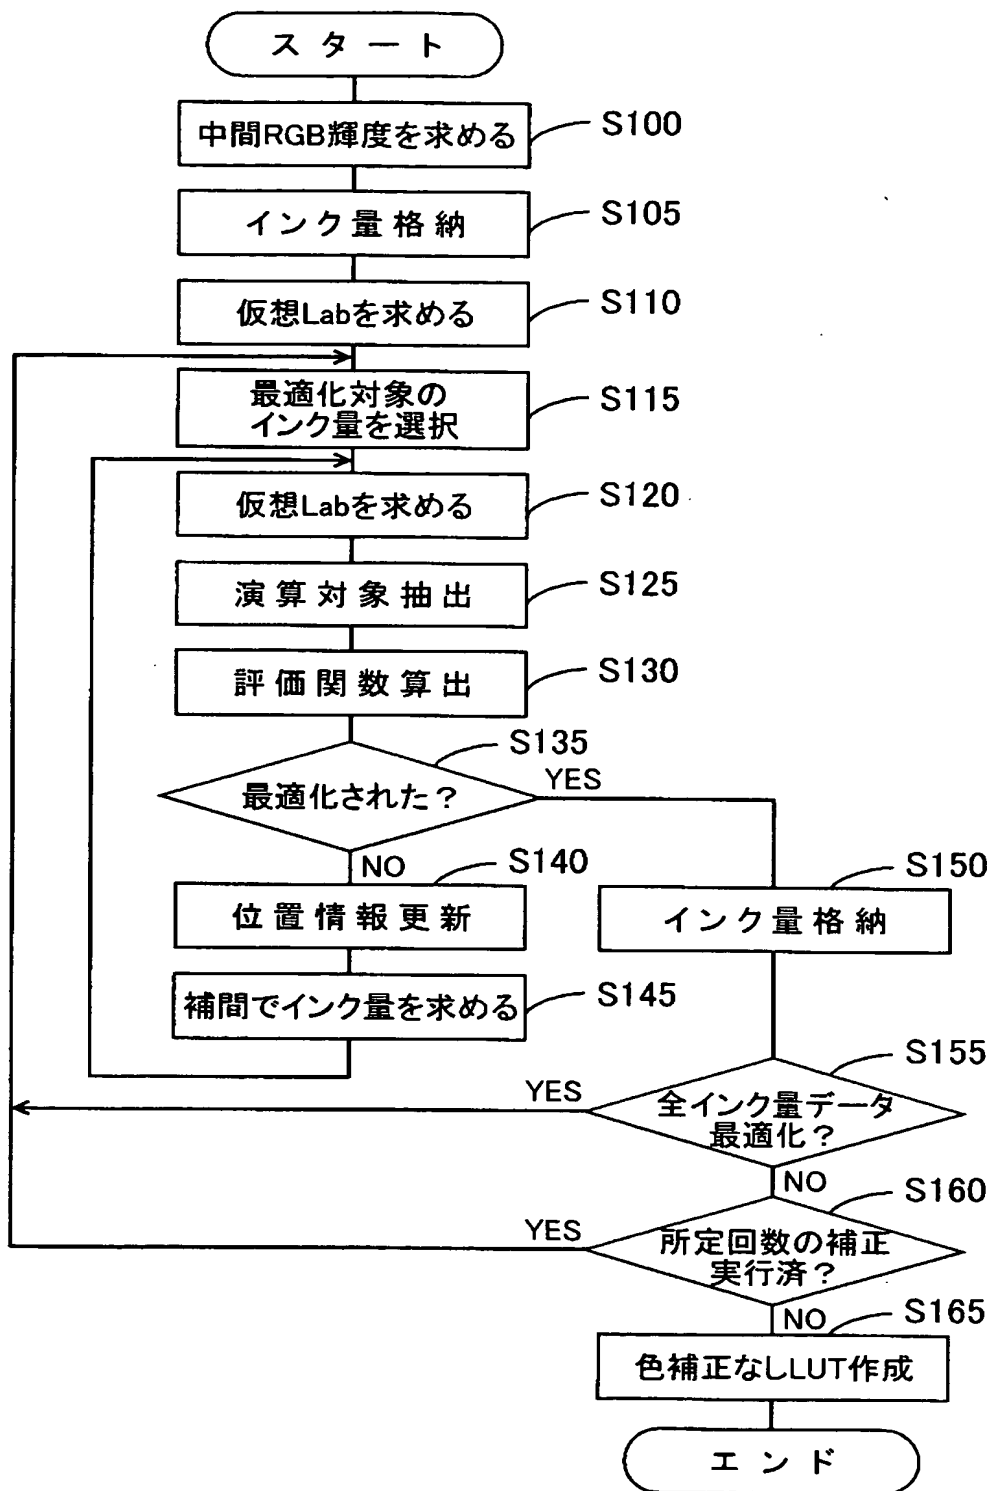 スタート
中間RGB輝度を求める
S100
インク量格納
S105
仮想Labを求める
S110
最適化対象の
インク量を選択
S115
仮想Labを求める
S120
演算対象抽出
S125
評価関数算出
S130
最適化された?
S135
YES
NO
位置情報更新
S140
補間でインク量を求める
S145
インク量格納
S150
全インク量データ
最適化?
S155
YES
NO
所定回数の補正
実行済?
S160
YES
NO
色補正なしLUT作成
S165
エンド